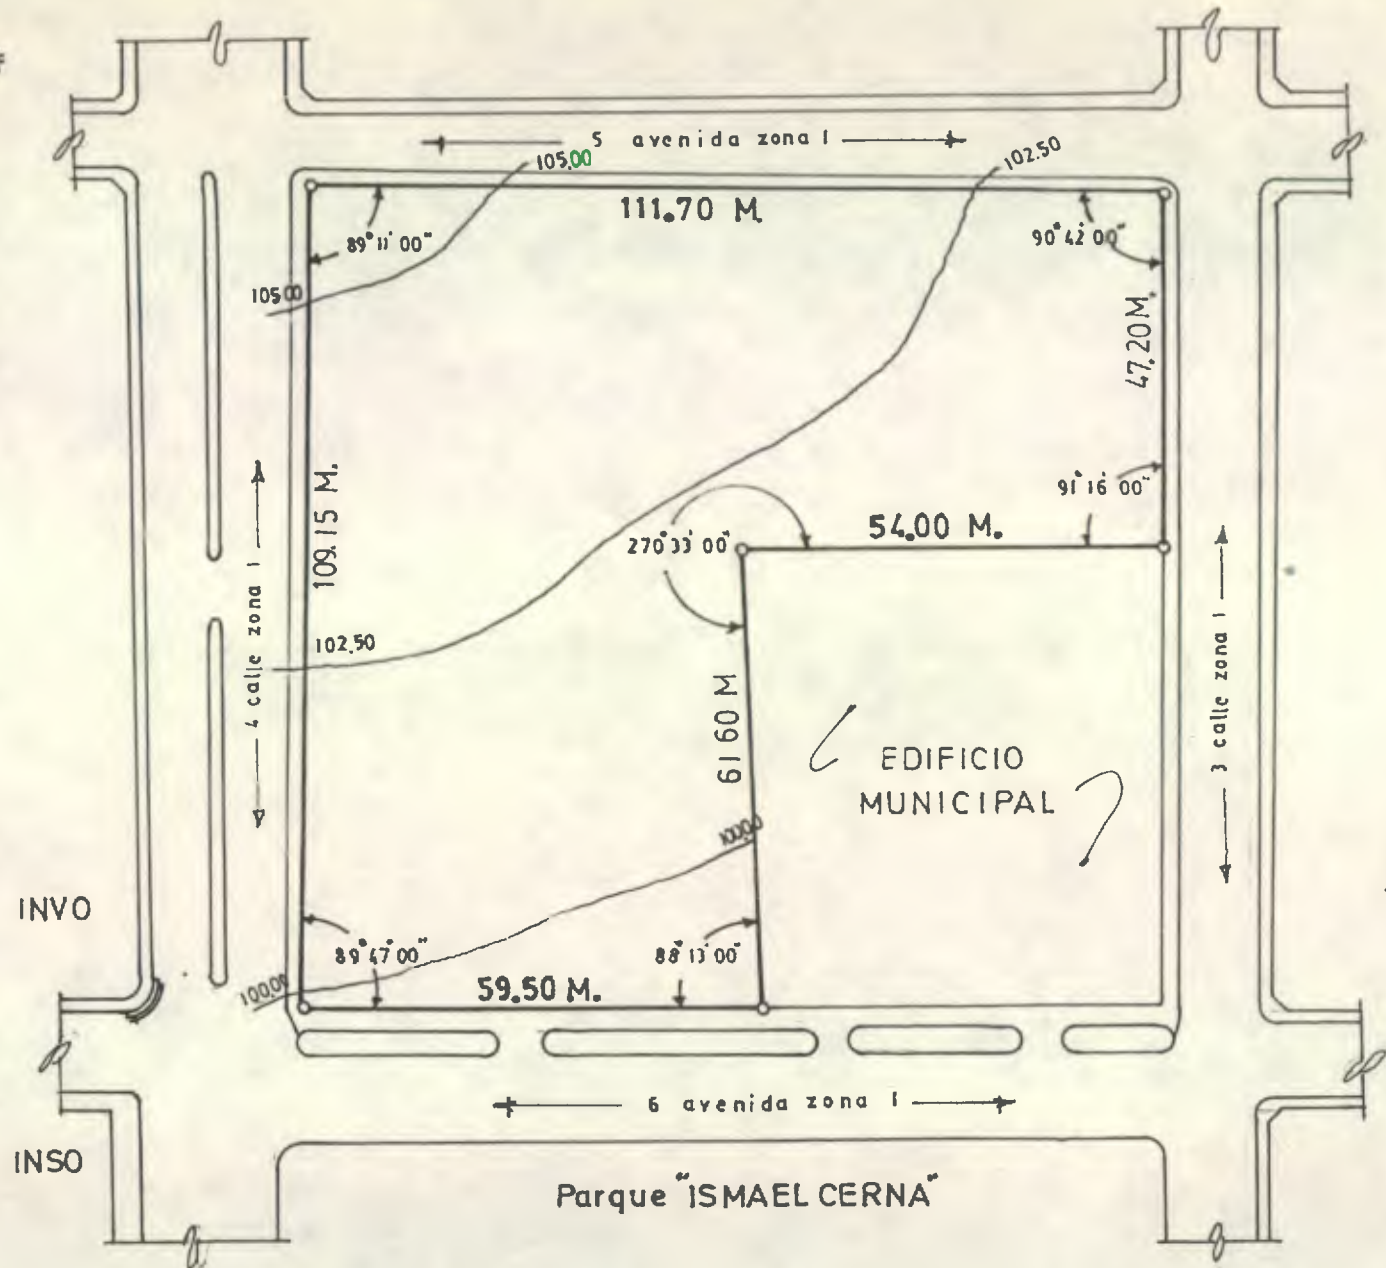 5 avenida zona 1
105.00
102.50
111.70 M.
89°11'00"
90°42'00"
105.00
47.20 M.
109.15 M.
91°16'00"
54.00 M.
270°33'00"
4 calle zona 1
102.50
3 calle zona 1
61 60 M
EDIFICIO
MUNICIPAL
100.00
INVO
89°47'00"
88°13'00"
100.00
59.50 M.
6 avenida zona 1
INSO
Parque "ISMAEL CERNA"